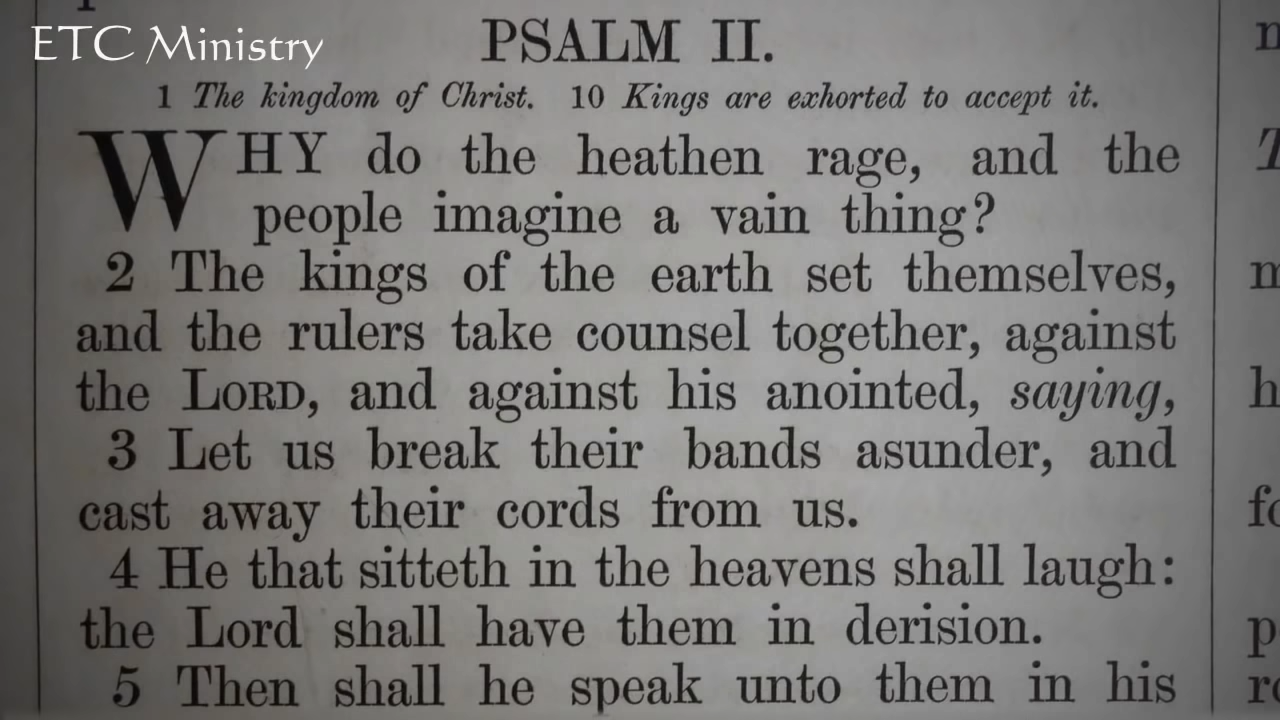 ETC Ministry
PSALM II.
1 The kingdom of Christ. 10 Kings are exhorted to accept it.
WHY do the heathen rage, and the
people imagine a vain thing?
2 The kings of the earth set themselves,
and the rulers take counsel together, against
the LORD, and against his anointed, saying,
3 Let us break their bands asunder, and
cast away their cords from us.
4 He that sitteth in the heavens shall laugh:
the Lord shall have them in derision.
5 Then shall he speak unto them in his